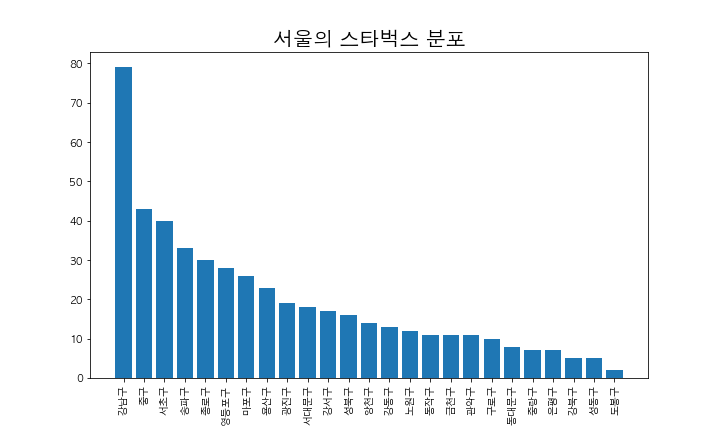 서울의 스타벅스 분포
80
70
60
50
40
30
20
10
0
강남구
중구
서초구
송파구
종로구
영등포구
마포구
용산구
광진구
서대문구
강서구
성북구
양천구
강동구
노원구
동작구
금천구
관악구
구로구
동대문구
중랑구
은평구
강북구
성동구
도봉구